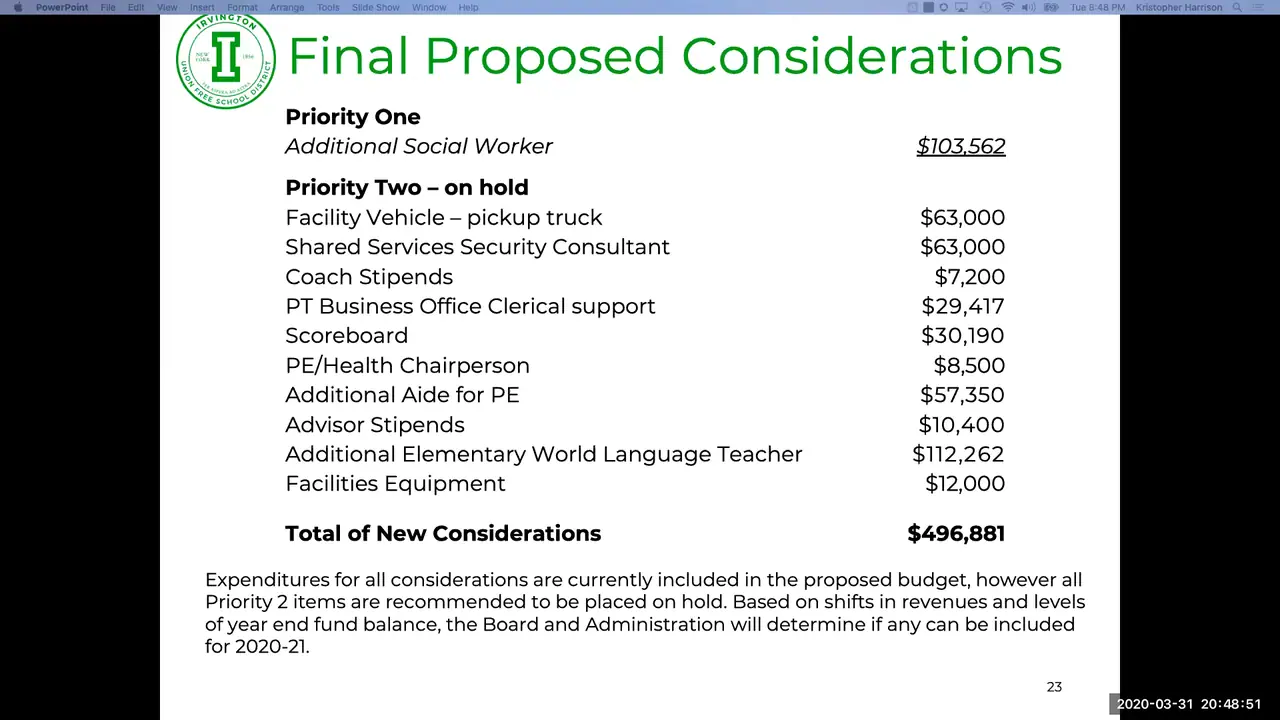 PowerPoint File Edit View Insert Format Arrange Tools Slide Show Window Help Tue 8:48 PM Kristopher Harrison
IRVINGTON
NEW YORK
I
1956
UNION FREE SCHOOL DISTRICT
Final Proposed Considerations
Priority One
Additional Social Worker $103,562
Priority Two – on hold
Facility Vehicle – pickup truck $63,000
Shared Services Security Consultant $63,000
Coach Stipends $7,200
PT Business Office Clerical support $29,417
Scoreboard $30,190
PE/Health Chairperson $8,500
Additional Aide for PE $57,350
Advisor Stipends $10,400
Additional Elementary World Language Teacher $112,262
Facilities Equipment $12,000
Total of New Considerations $496,881
Expenditures for all considerations are currently included in the proposed budget, however all
Priority 2 items are recommended to be placed on hold. Based on shifts in revenues and levels
of year end fund balance, the Board and Administration will determine if any can be included
for 2020-21.
23
2020-03-31 20:48:51